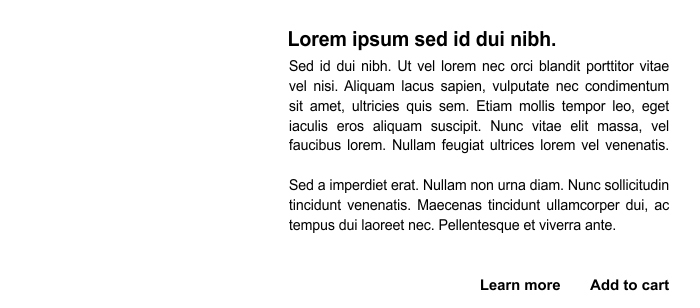 Lorem ipsum sed id dui nibh.
Sed id dui nibh. Ut vel lorem nec orci blandit porttitor vitae
vel nisi. Aliquam lacus sapien, vulputate nec condimentum
sit amet, ultricies quis sem. Etiam mollis tempor leo, eget
iaculis eros aliquam suscipit. Nunc vitae elit massa, vel
faucibus lorem. Nullam feugiat ultrices lorem vel venenatis.
Sed a imperdiet erat. Nullam non urna diam. Nunc sollicitudin
tincidunt venenatis. Maecenas tincidunt ullamcorper dui, ac
tempus dui laoreet nec. Pellentesque et viverra ante.
Learn more Add to cart